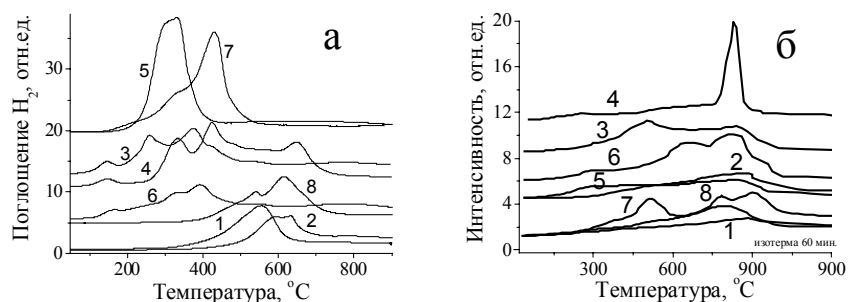 а
Поглощение H₂, отн.ед.
30
20
10
0
5
7
3
4
6
8
1
2
200 400 600 800
Температура, °C
б
Интенсивность, отн.ед.
20
16
12
8
4
0
4
3
6
2
5
7
8
1
изотерма 60 мин.
300 600 900 900
Температура, °C